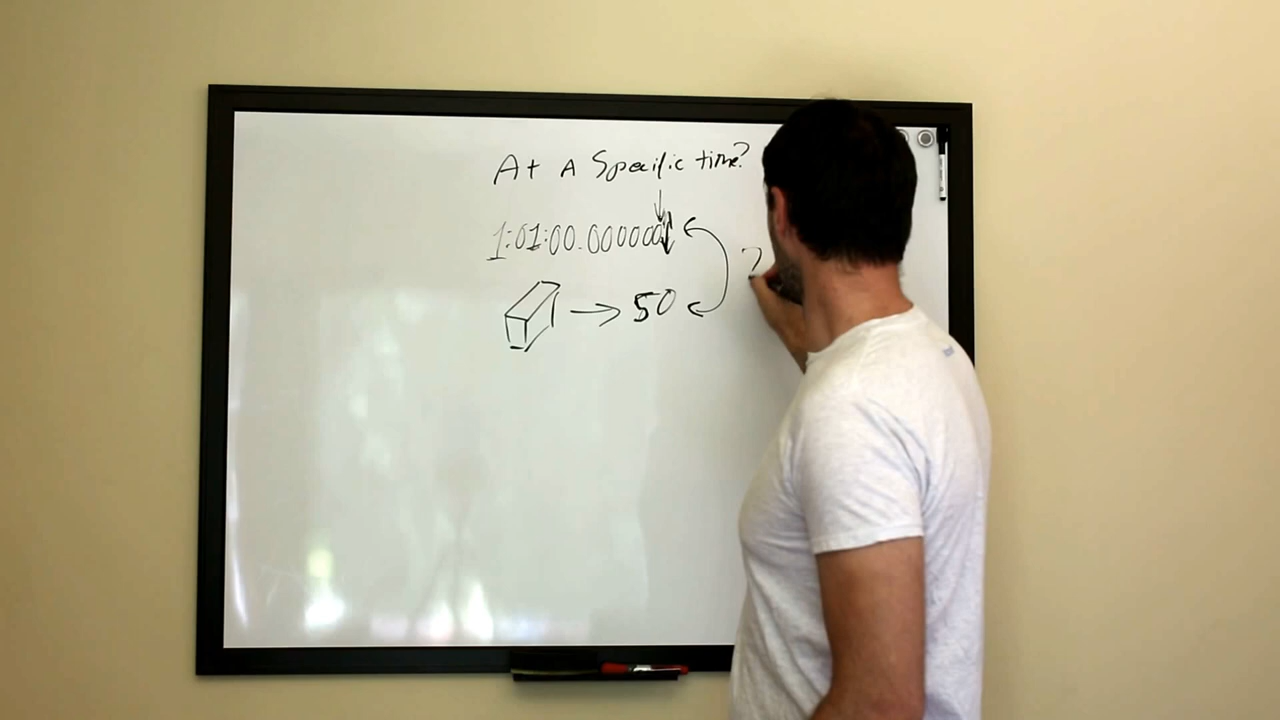 At A Specific time?
1:01:00.000000
→ 50
?